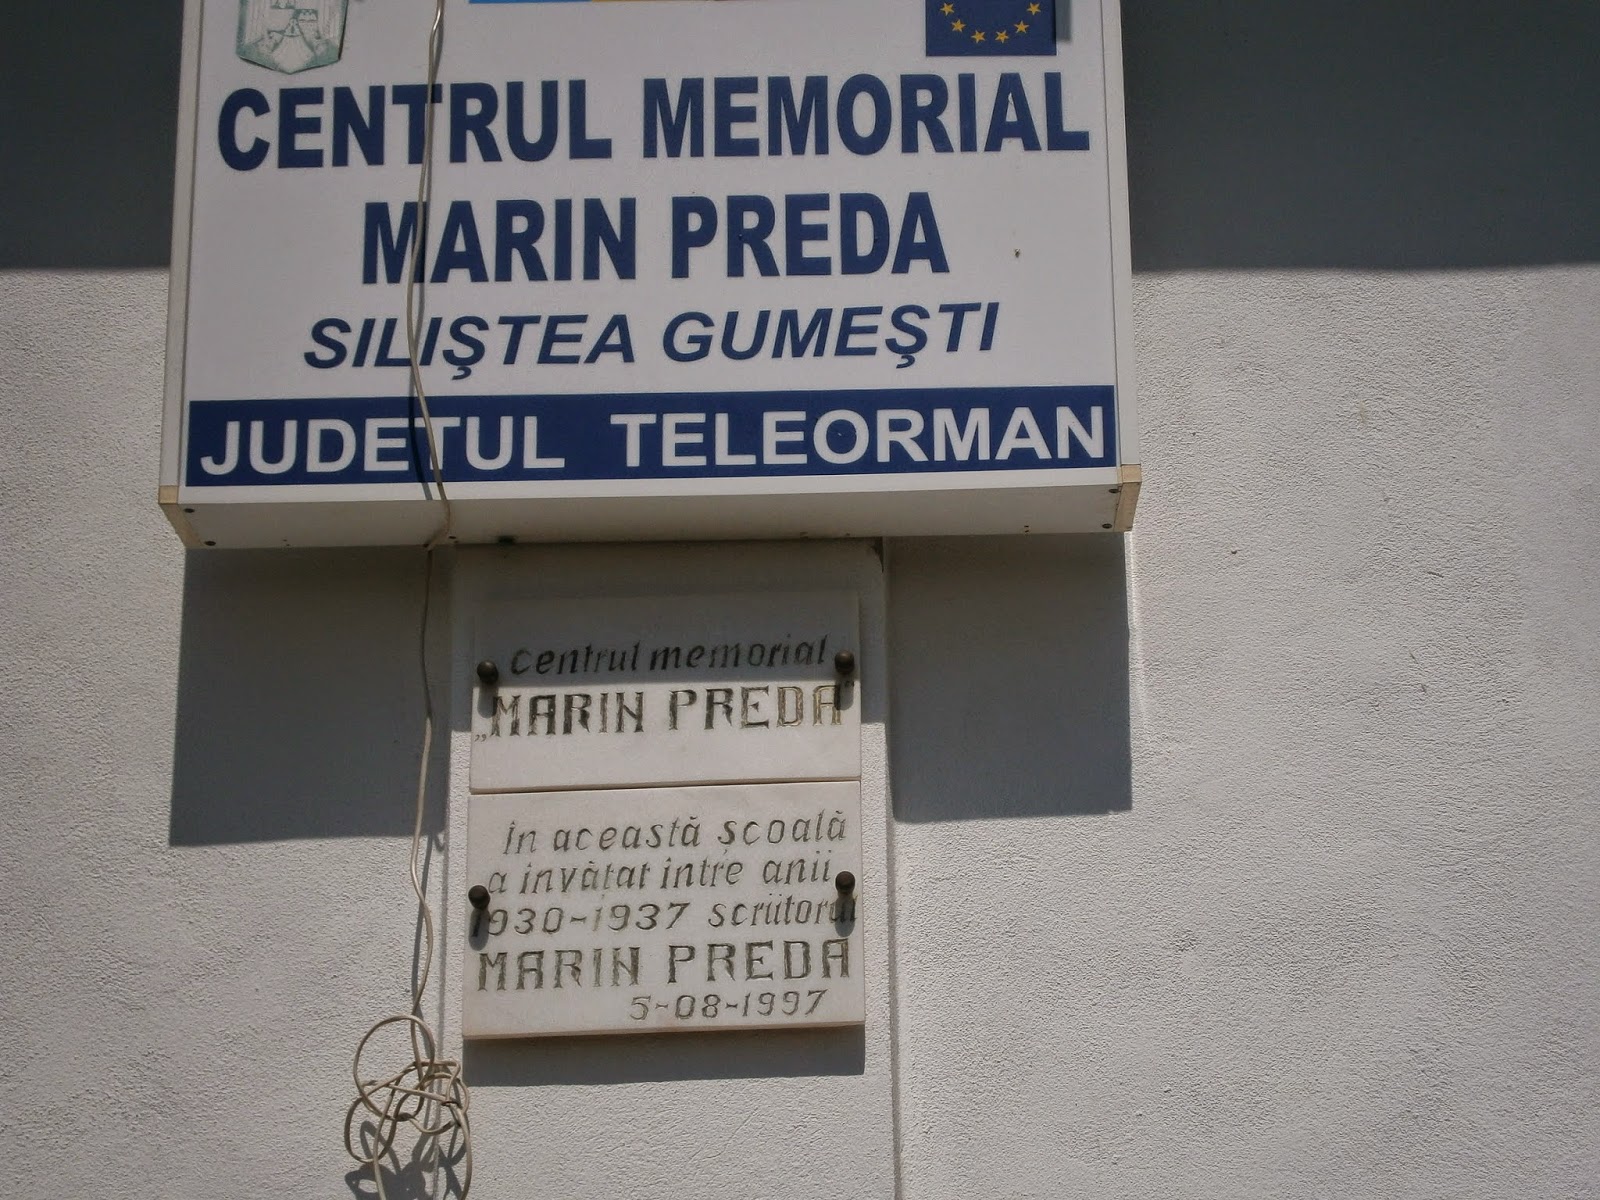 CENTRUL MEMORIAL
MARIN PREDA
SILIŞTEA GUMEŞTI
JUDETUL TELEORMAN
Centrul memorial
„MARIN PREDA“
în această școală
a învățat între anii
1930-1937 scriitorul
MARIN PREDA
5-08-1997